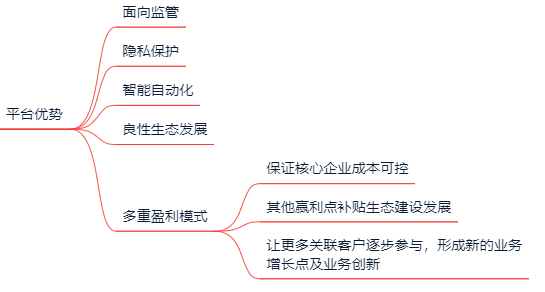 面向监管
隐私保护
智能自动化
平台优势
良性生态发展
保证核心企业成本可控
多重盈利模式
其他赢利点补贴生态建设发展
让更多关联客户逐步参与，形成新的业务
增长点及业务创新